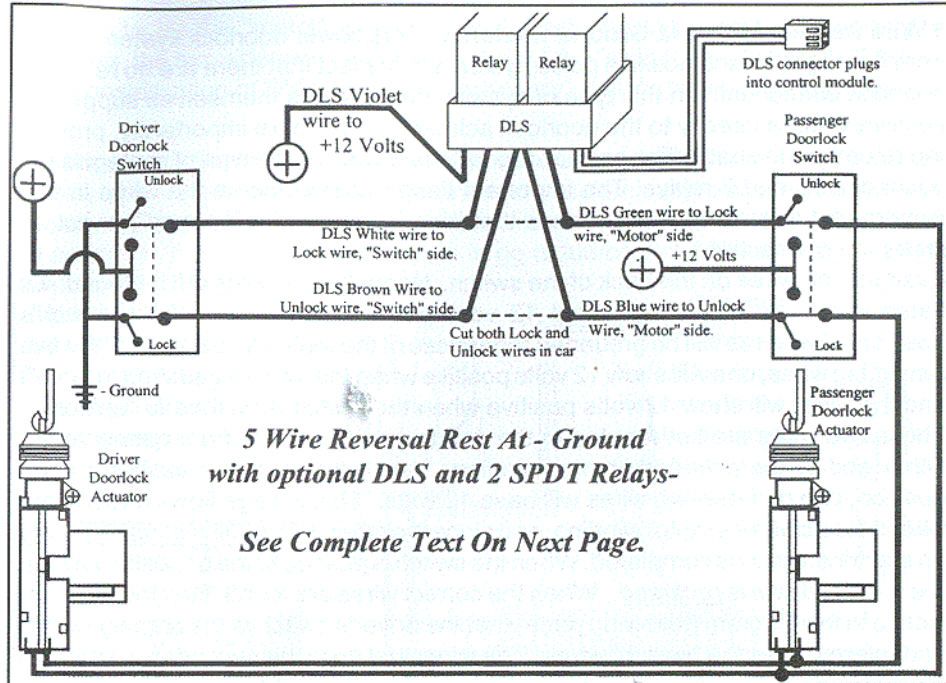 Relay
Relay
DLS
DLS connector plugs
into control module.
DLS Violet
wire to
+12 Volts
Driver
Doorlock
Switch
Unlock
Lock
Passenger
Doorlock
Switch
Unlock
Lock
DLS White wire to
Lock wire, "Switch" side.
DLS Green wire to Lock
wire, "Motor" side
+12 Volts
DLS Brown Wire to
Unlock wire, "Switch" side.
DLS Blue wire to Unlock
Wire, "Motor" side.
Cut both Lock and
Unlock wires in car
- Ground
Driver
Doorlock
Actuator
Passenger
Doorlock
Actuator
5 Wire Reversal Rest At - Ground
with optional DLS and 2 SPDT Relays-
See Complete Text On Next Page.